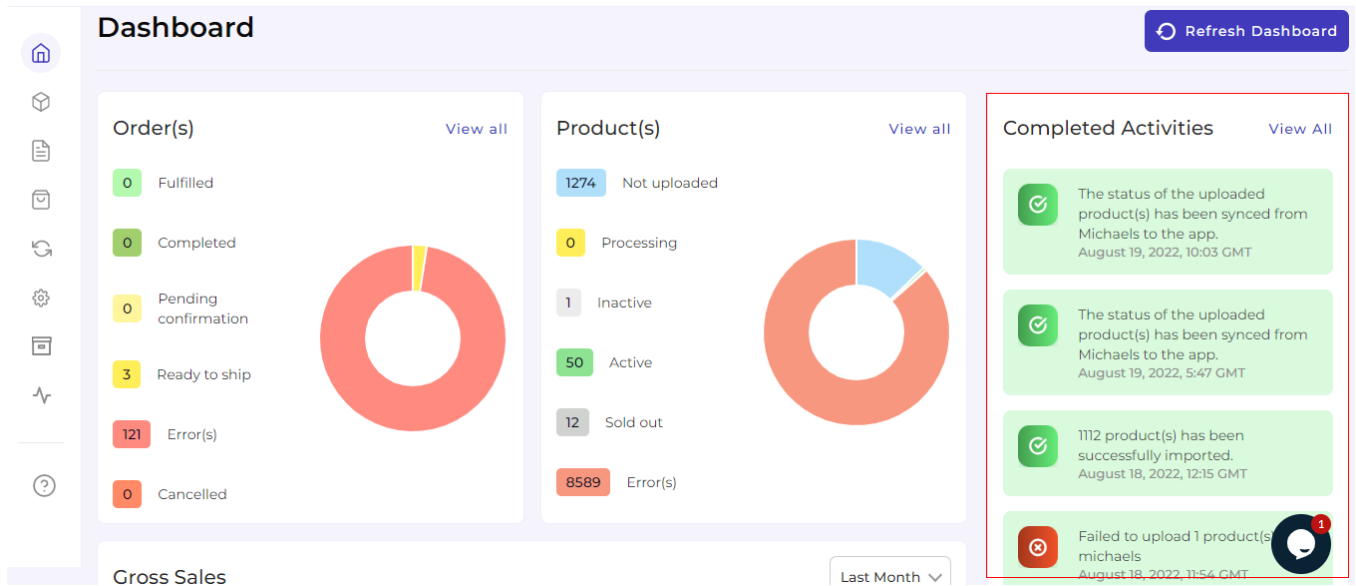 Dashboard
Refresh Dashboard
Order(s)
View all
0 Fulfilled
0 Completed
0 Pending
confirmation
3 Ready to ship
121 Error(s)
0 Cancelled
Product(s)
View all
1274 Not uploaded
0 Processing
1 Inactive
50 Active
12 Sold out
8589 Error(s)
Completed Activities
View All
The status of the uploaded
product(s) has been synced from
Michaels to the app.
August 19, 2022, 10:03 GMT
The status of the uploaded
product(s) has been synced from
Michaels to the app.
August 19, 2022, 5:47 GMT
1112 product(s) has been
successfully imported.
August 18, 2022, 12:15 GMT
Failed to upload 1 product(s)
michaels
August 18, 2022, 11:54 GMT
1
Gross Sales
Last Month